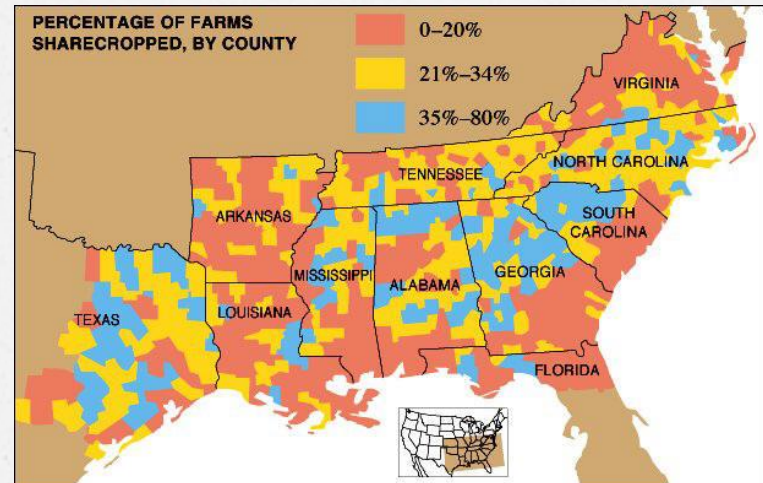 PERCENTAGE OF FARMS
SHARECROPPED, BY COUNTY
0–20%
21%–34%
35%–80%
VIRGINIA
NORTH CAROLINA
TENNESSEE
SOUTH
CAROLINA
ARKANSAS
MISSISSIPPI
ALABAMA
GEORGIA
TEXAS
LOUISIANA
FLORIDA